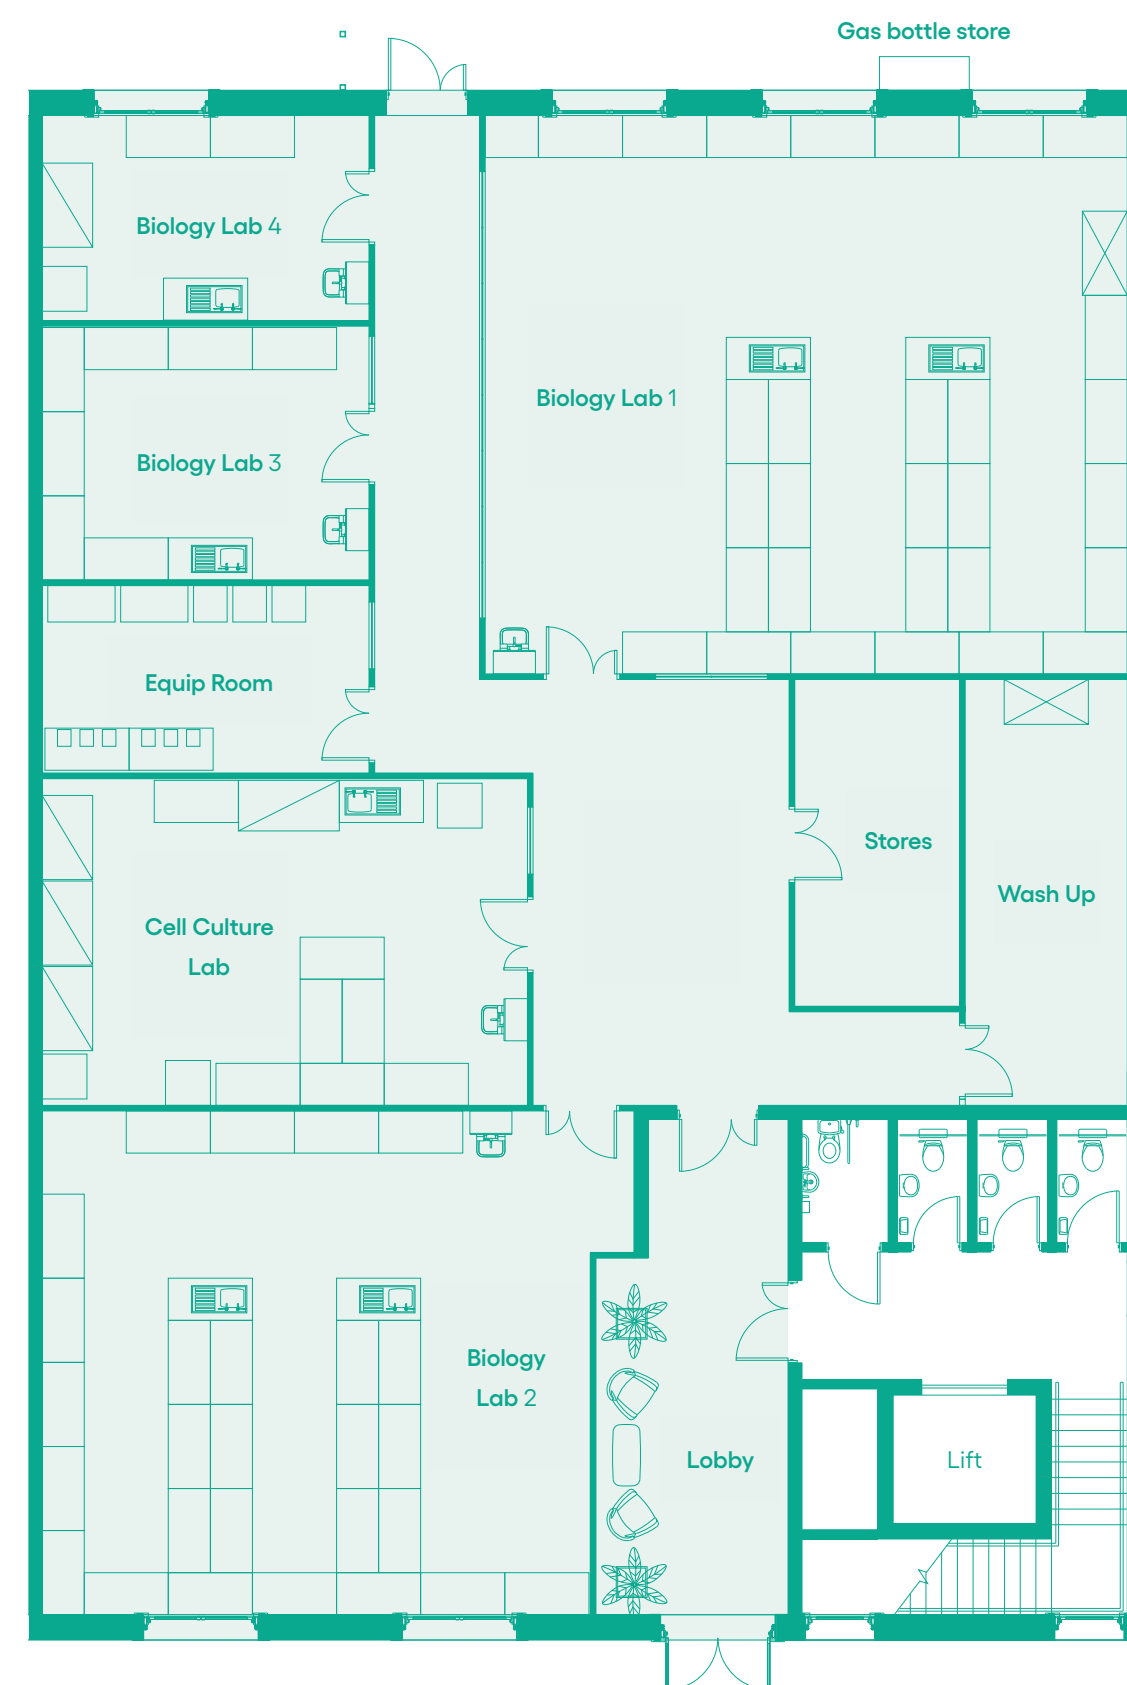 Gas bottle store
Biology Lab 4
Biology Lab 1
Biology Lab 3
Equip Room
Stores
Wash Up
Cell Culture
Lab
Biology
Lab 2
Lobby
Lift